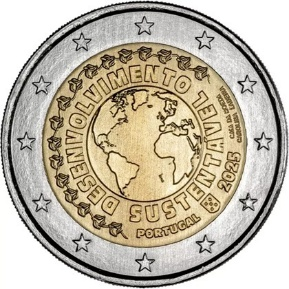 DESENVOLVIMENTO
SUSTENTÁVEL
PORTUGAL
2025